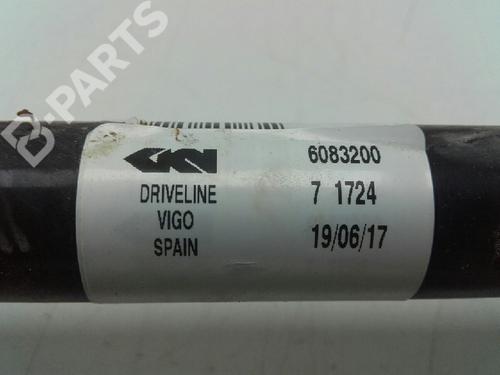 B-PARTS
GKN 6083200
DRIVELINE 7 1724
VIGO
SPAIN 19/06/17